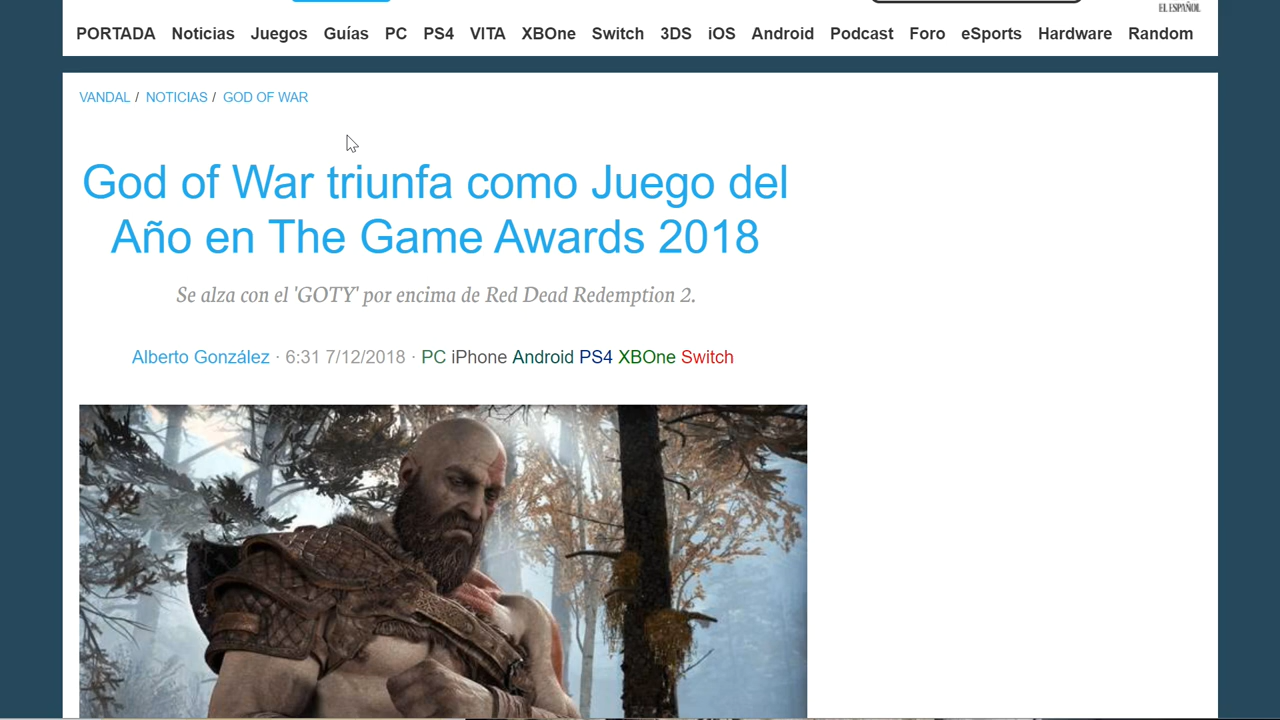 EL ESPAÑOL
PORTADA Noticias Juegos Guías PC PS4 VITA XBOne Switch 3DS iOS Android Podcast Foro eSports Hardware Random
VANDAL / NOTICIAS / GOD OF WAR
God of War triunfa como Juego del
Año en The Game Awards 2018
Se alza con el 'GOTY' por encima de Red Dead Redemption 2.
Alberto González · 6:31 7/12/2018 · PC iPhone Android PS4 XBOne Switch